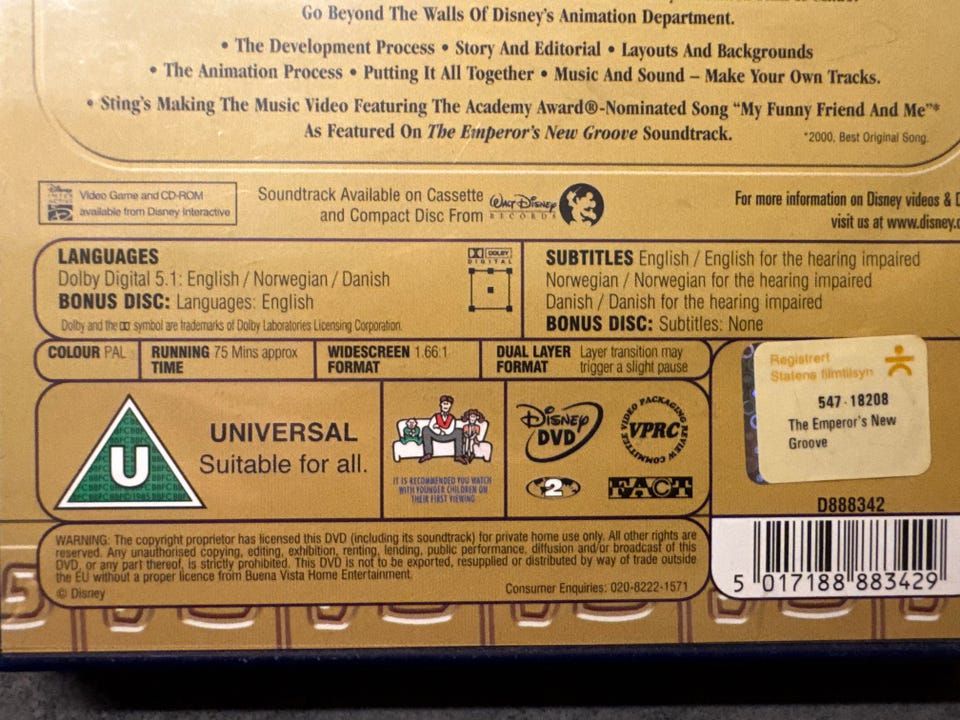 Go Beyond The Walls Of Disney's Animation Department.
• The Development Process • Story And Editorial • Layouts And Backgrounds
• The Animation Process • Putting It All Together • Music And Sound – Make Your Own Tracks.
• Sting's Making The Music Video Featuring The Academy Award®-Nominated Song "My Funny Friend And Me"*
As Featured On The Emperor's New Groove Soundtrack.
*2000, Best Original Song.
Disney
INTER
ACTIVE
Video Game and CD-ROM
available from Disney Interactive
Soundtrack Available on Cassette
and Compact Disc From
WALT DISNEY
RECORDS
For more information on Disney videos &
visit us at www.disney.
LANGUAGES
Dolby Digital 5.1: English / Norwegian / Danish
BONUS DISC: Languages: English
Dolby and the DD symbol are trademarks of Dolby Laboratories Licensing Corporation.
DOLBY
DIGITAL
SUBTITLES English / English for the hearing impaired
Norwegian / Norwegian for the hearing impaired
Danish / Danish for the hearing impaired
BONUS DISC: Subtitles: None
COLOUR PAL
RUNNING 75 Mins approx
TIME
WIDESCREEN 1.66:1
FORMAT
DUAL LAYER Layer transition may
FORMAT trigger a slight pause
U
UNIVERSAL
Suitable for all.
IT IS RECOMMENDED YOU WATCH
WITH YOUNGER CHILDREN ON
THEIR FIRST VIEWING
DISNEY
DVD
VIDEO PACKAGING REVIEW COMMITTEE
VPRC
2
FACT
Registrert
Statens filmtilsyn
547-18208
The Emperor's New
Groove
D888342
5 017188 883429
WARNING: The copyright proprietor has licensed this DVD (including its soundtrack) for private home use only. All other rights are
reserved. Any unauthorised copying, editing, exhibition, renting, lending, public performance, diffusion and/or broadcast of this
DVD, or any part thereof, is strictly prohibited. This DVD is not to be exported, resupplied or distributed by way of trade outside
the EU without a proper licence from Buena Vista Home Entertainment.
© Disney
Consumer Enquiries: 020-8222-1571